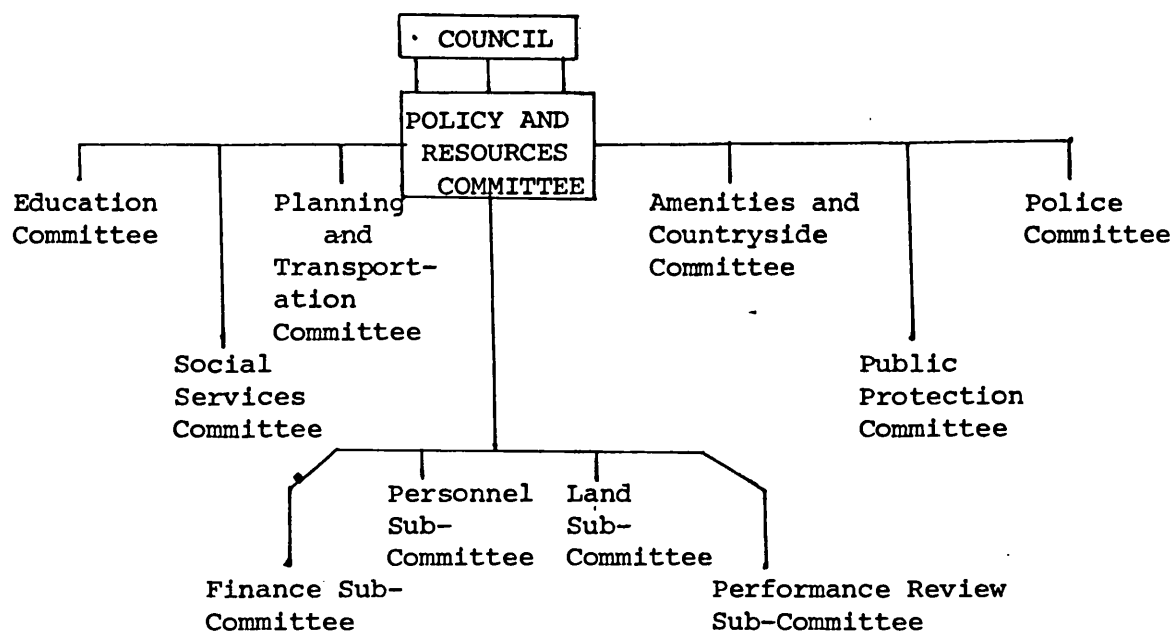 COUNCIL
POLICY AND
RESOURCES
COMMITTEE
Education
Committee
Planning
and
Transport-
ation
Committee
Amenities and
Countryside
Committee
Police
Committee
Social
Services
Committee
Public
Protection
Committee
Personnel
Sub-
Committee
Land
Sub-
Committee
Finance Sub-
Committee
Performance Review
Sub-Committee